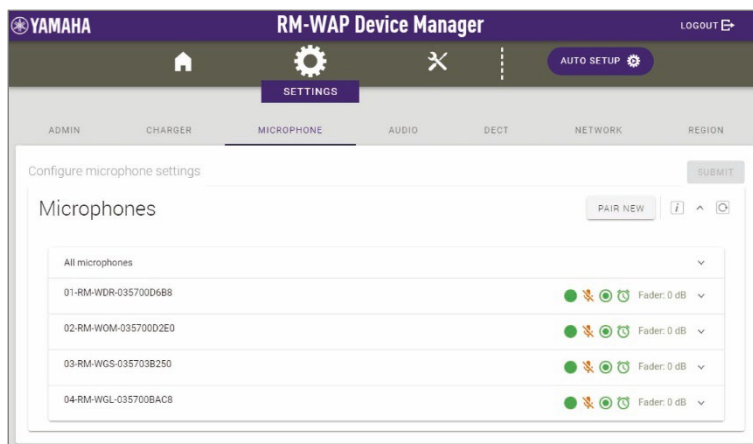 YAMAHA RM-WAP Device Manager LOGOUT
AUTO SETUP
SETTINGS
ADMIN CHARGER MICROPHONE AUDIO DECT NETWORK REGION
Configure microphone settings SUBMIT
Microphones PAIR NEW i
All microphones
01-RM-WDR-035700D6B8 Fader: 0 dB
02-RM-WOM-035700D2E0 Fader: 0 dB
03-RM-WGS-035703B250 Fader: 0 dB
04-RM-WGL-035700BAC8 Fader: 0 dB